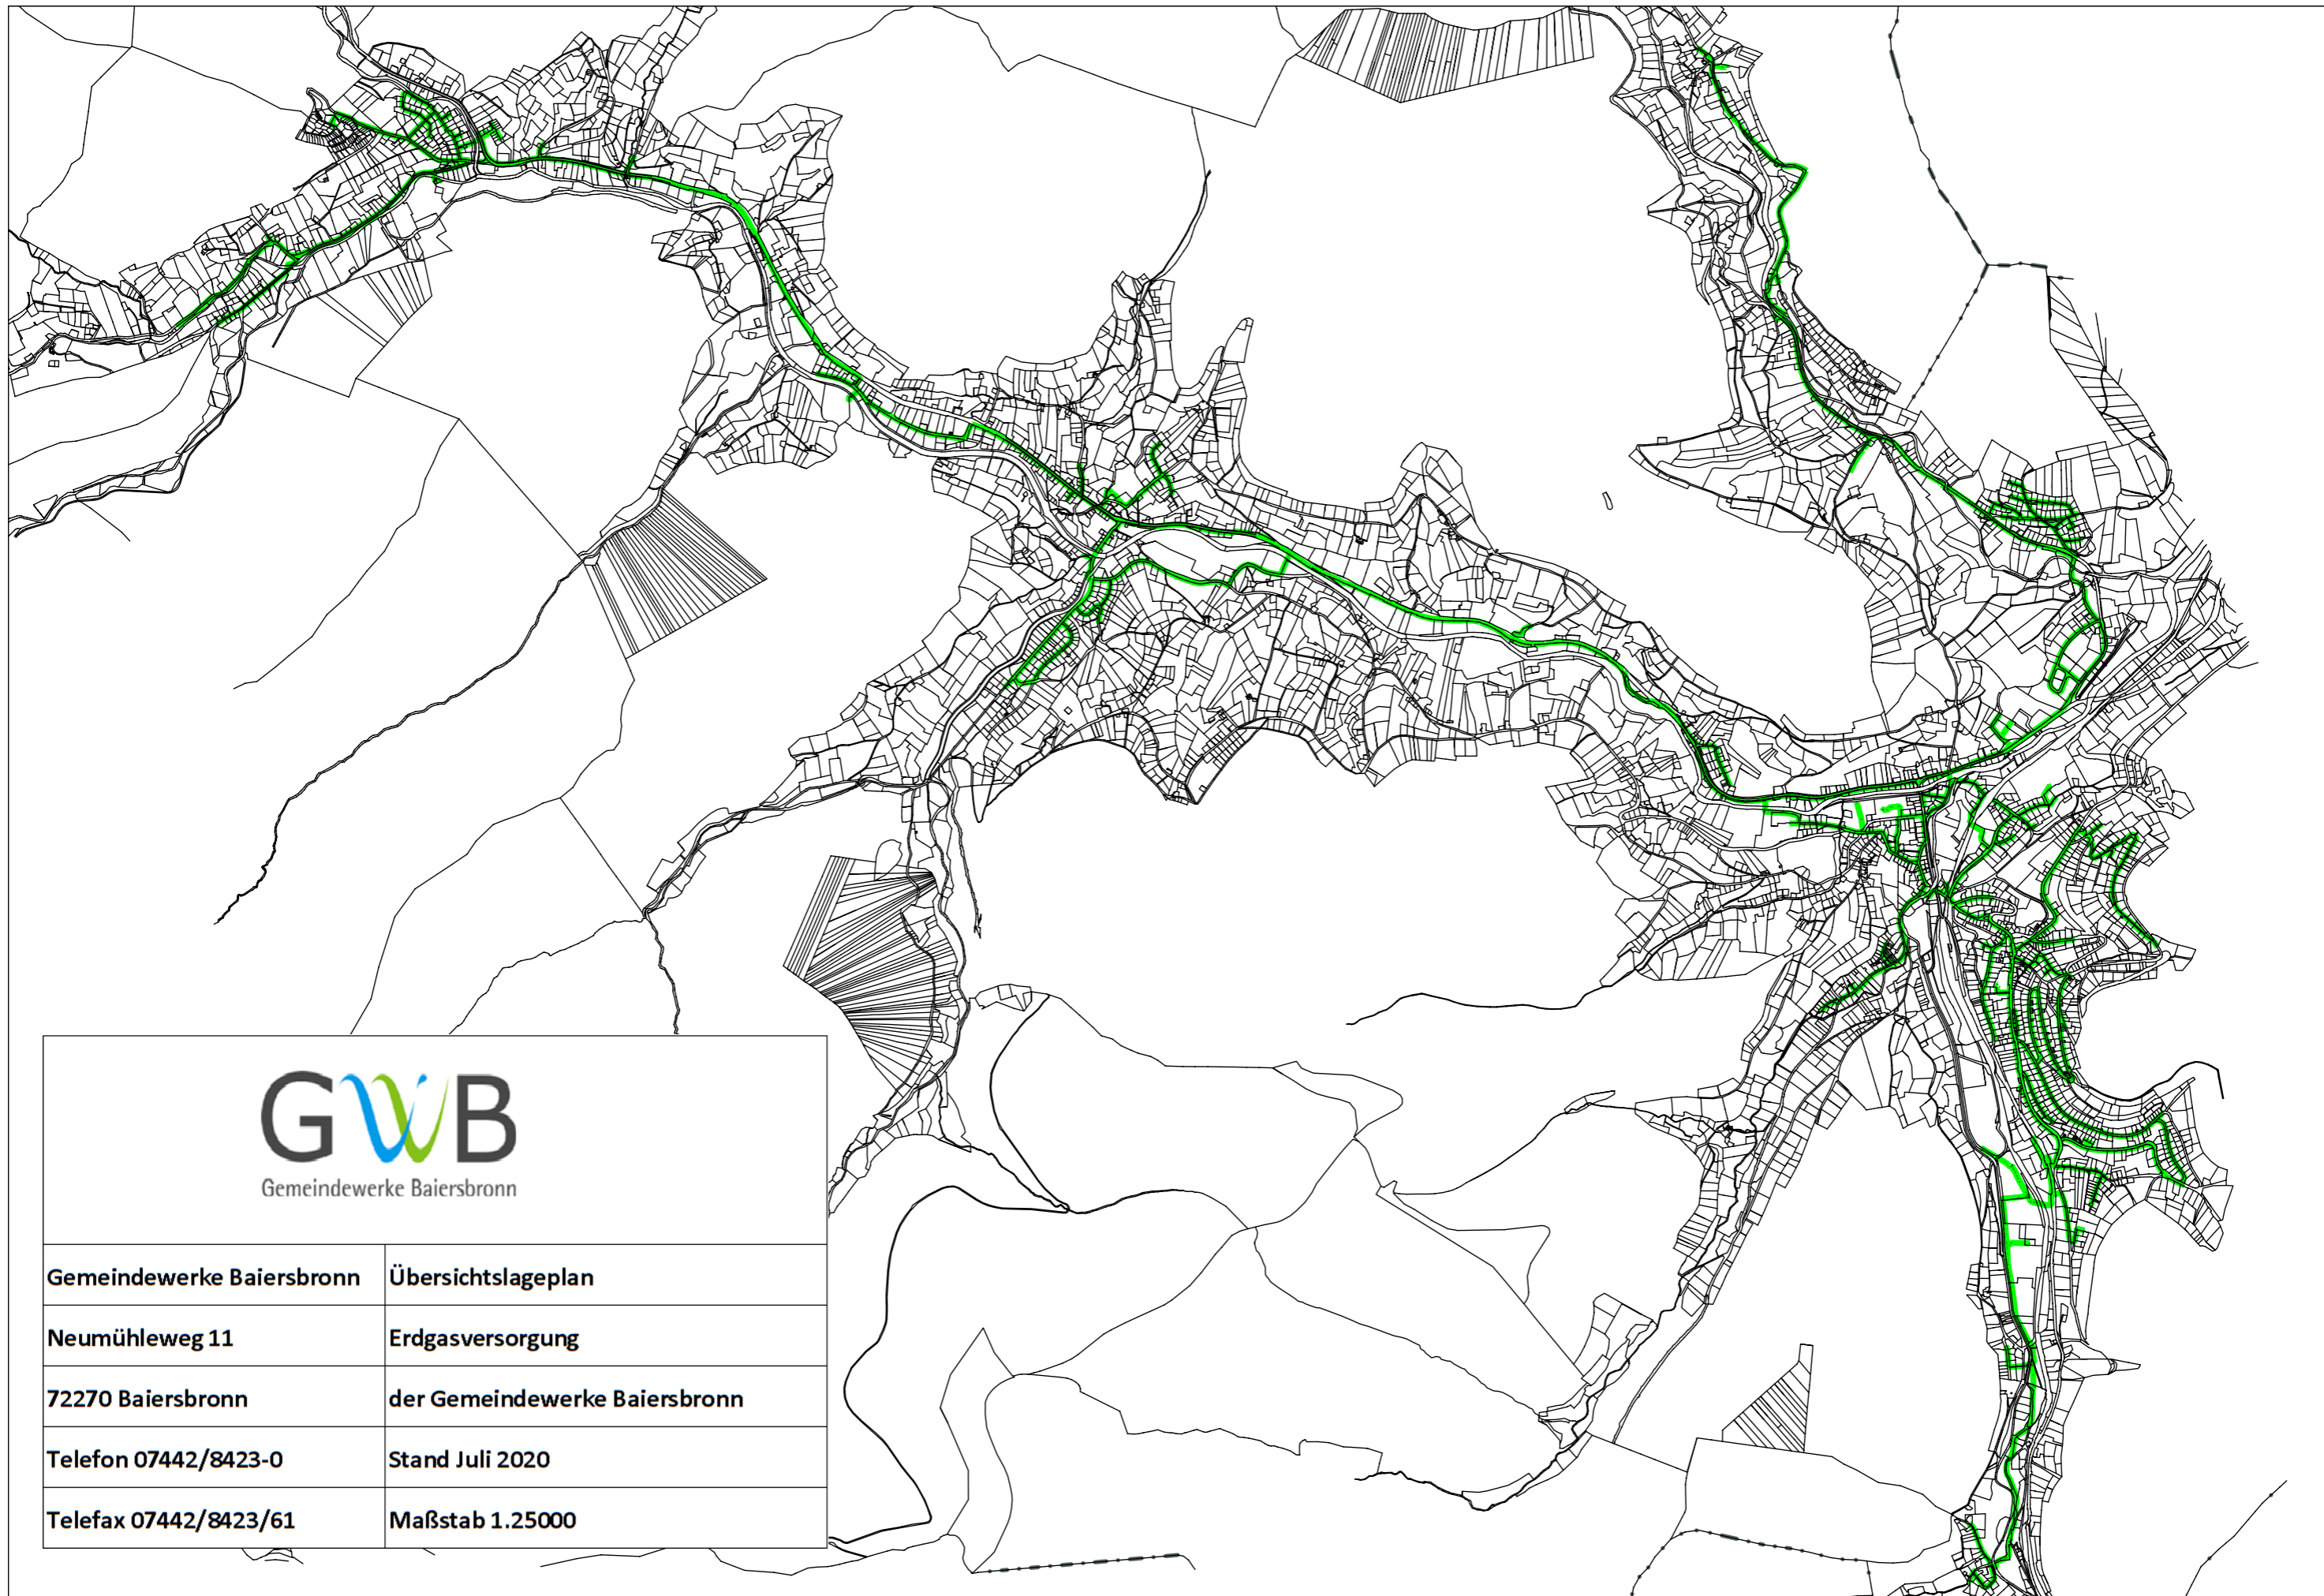 GWB
Gemeindewerke Baiersbronn
Gemeindewerke Baiersbronn Übersichtslageplan
Neumühleweg 11 Erdgasversorgung
72270 Baiersbronn der Gemeindewerke Baiersbronn
Telefon 07442/8423-0 Stand Juli 2020
Telefax 07442/8423/61 Maßstab 1.25000